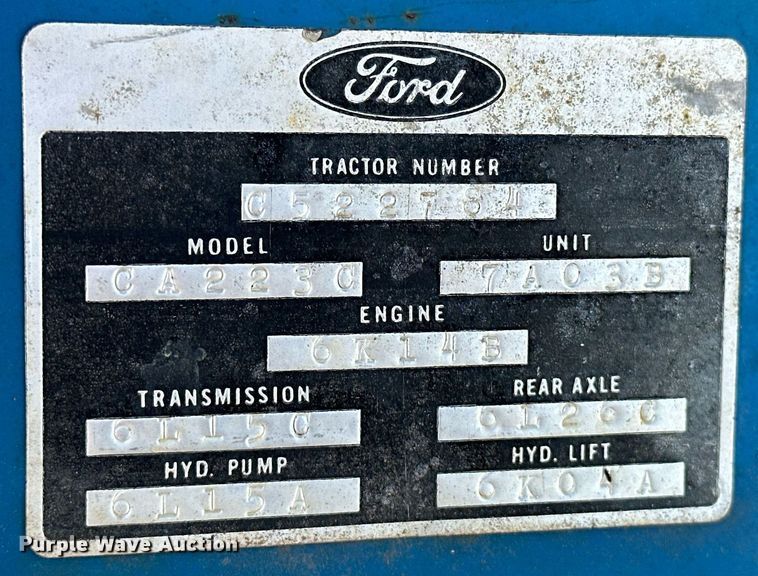 Ford
TRACTOR NUMBER
C522784
MODEL UNIT
CA223C 7A03B
ENGINE
6K14B
TRANSMISSION REAR AXLE
6L15C 6L26C
HYD. PUMP HYD. LIFT
6L15A 6K04A
Purple Wave Auction